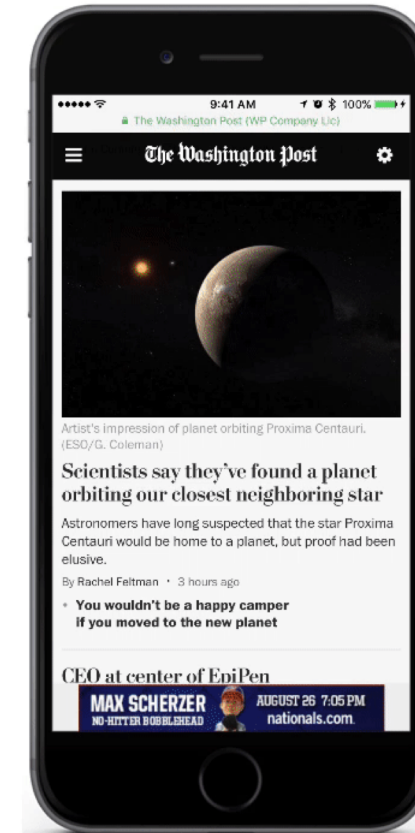 9:41 AM
100%
The Washington Post (WP Company Llc)
The Washington Post
Artist's impression of planet orbiting Proxima Centauri.
(ESO/G. Coleman)
Scientists say they've found a planet
orbiting our closest neighboring star
Astronomers have long suspected that the star Proxima
Centauri would be home to a planet, but proof had been
elusive.
By Rachel Feltman • 3 hours ago
• You wouldn't be a happy camper
if you moved to the new planet
CEO at center of EpiPen
MAX SCHERZER
NO-HITTER BOBBLEHEAD
AUGUST 26 7:05 PM
nationals.com